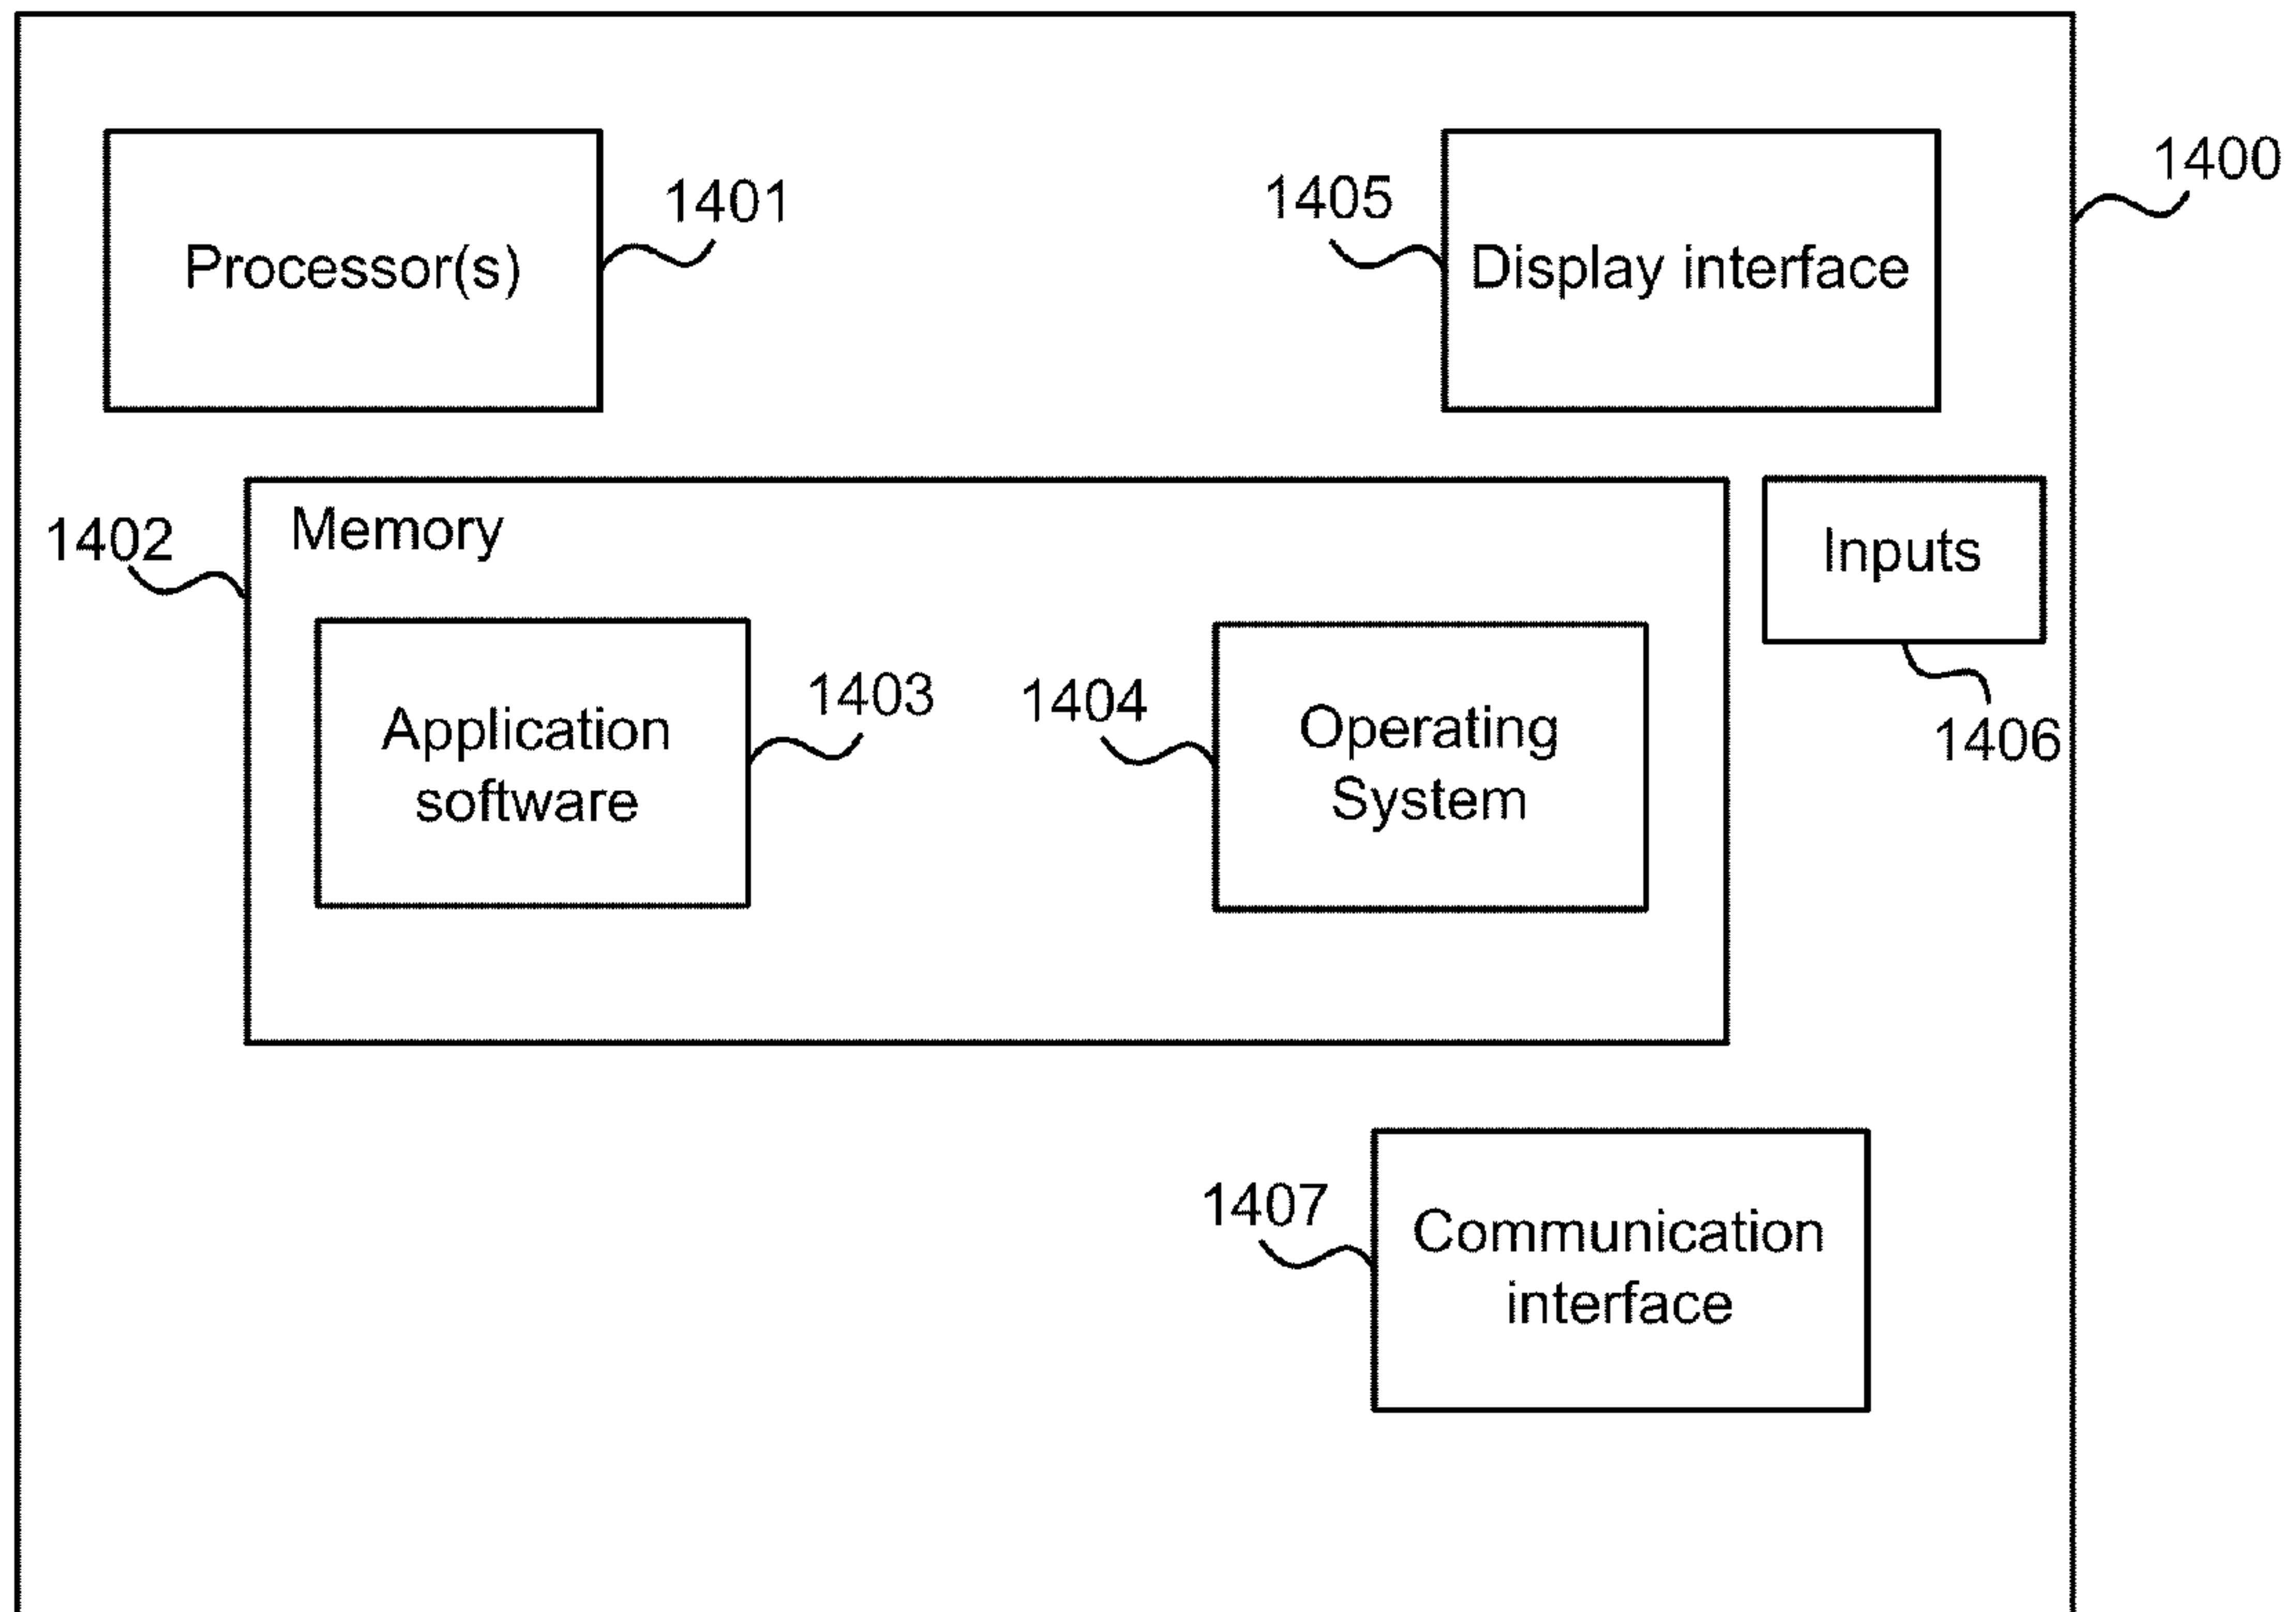 1400
Processor(s)
1401
1405
Display interface
1402
Memory
Inputs
1406
Application
software
1403
1404
Operating
System
1407
Communication
interface